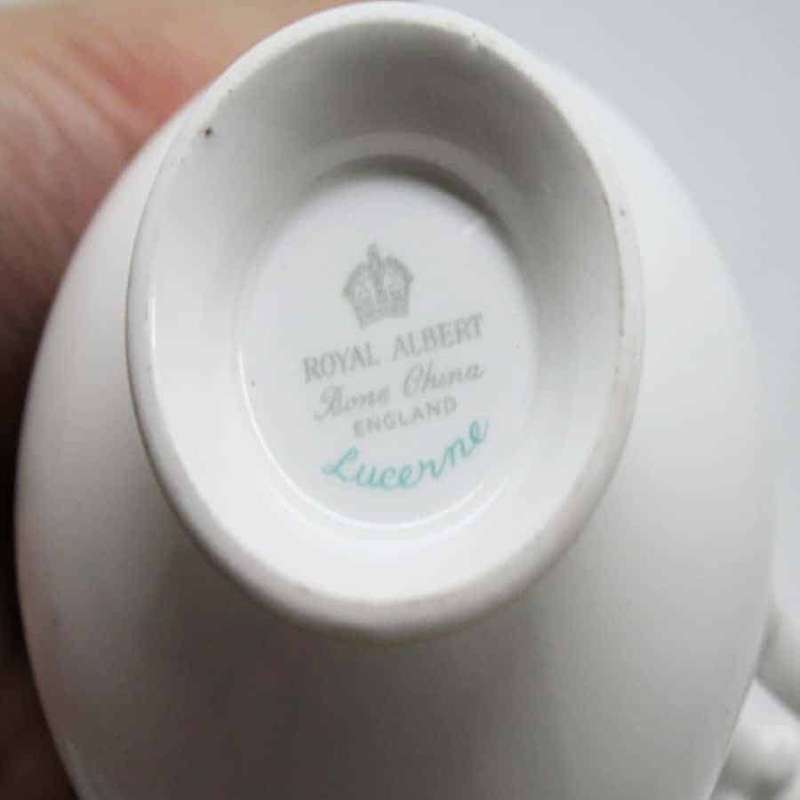 ROYAL ALBERT
Bone China
ENGLAND
Lucerne